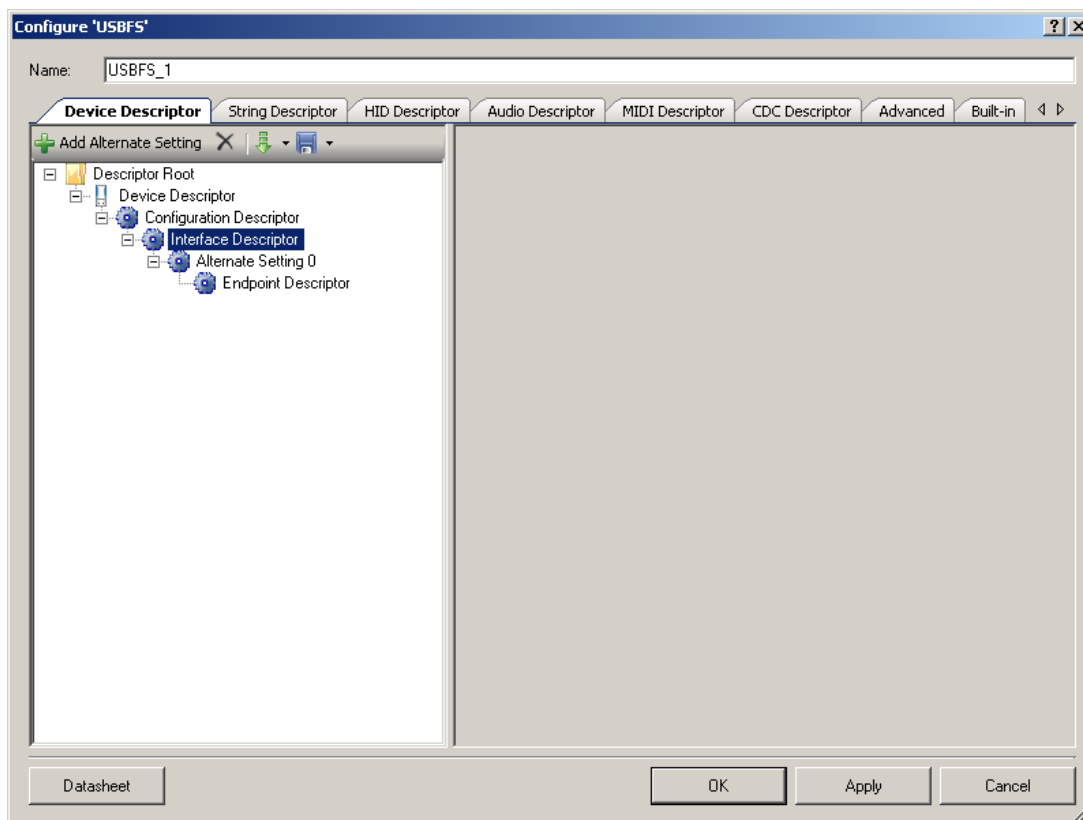 Configure 'USBFS'
Name: USBFS_1
Device Descriptor String Descriptor HID Descriptor Audio Descriptor MIDI Descriptor CDC Descriptor Advanced Built-in
Add Alternate Setting
Descriptor Root
Device Descriptor
Configuration Descriptor
Interface Descriptor
Alternate Setting 0
Endpoint Descriptor
Datasheet OK Apply Cancel